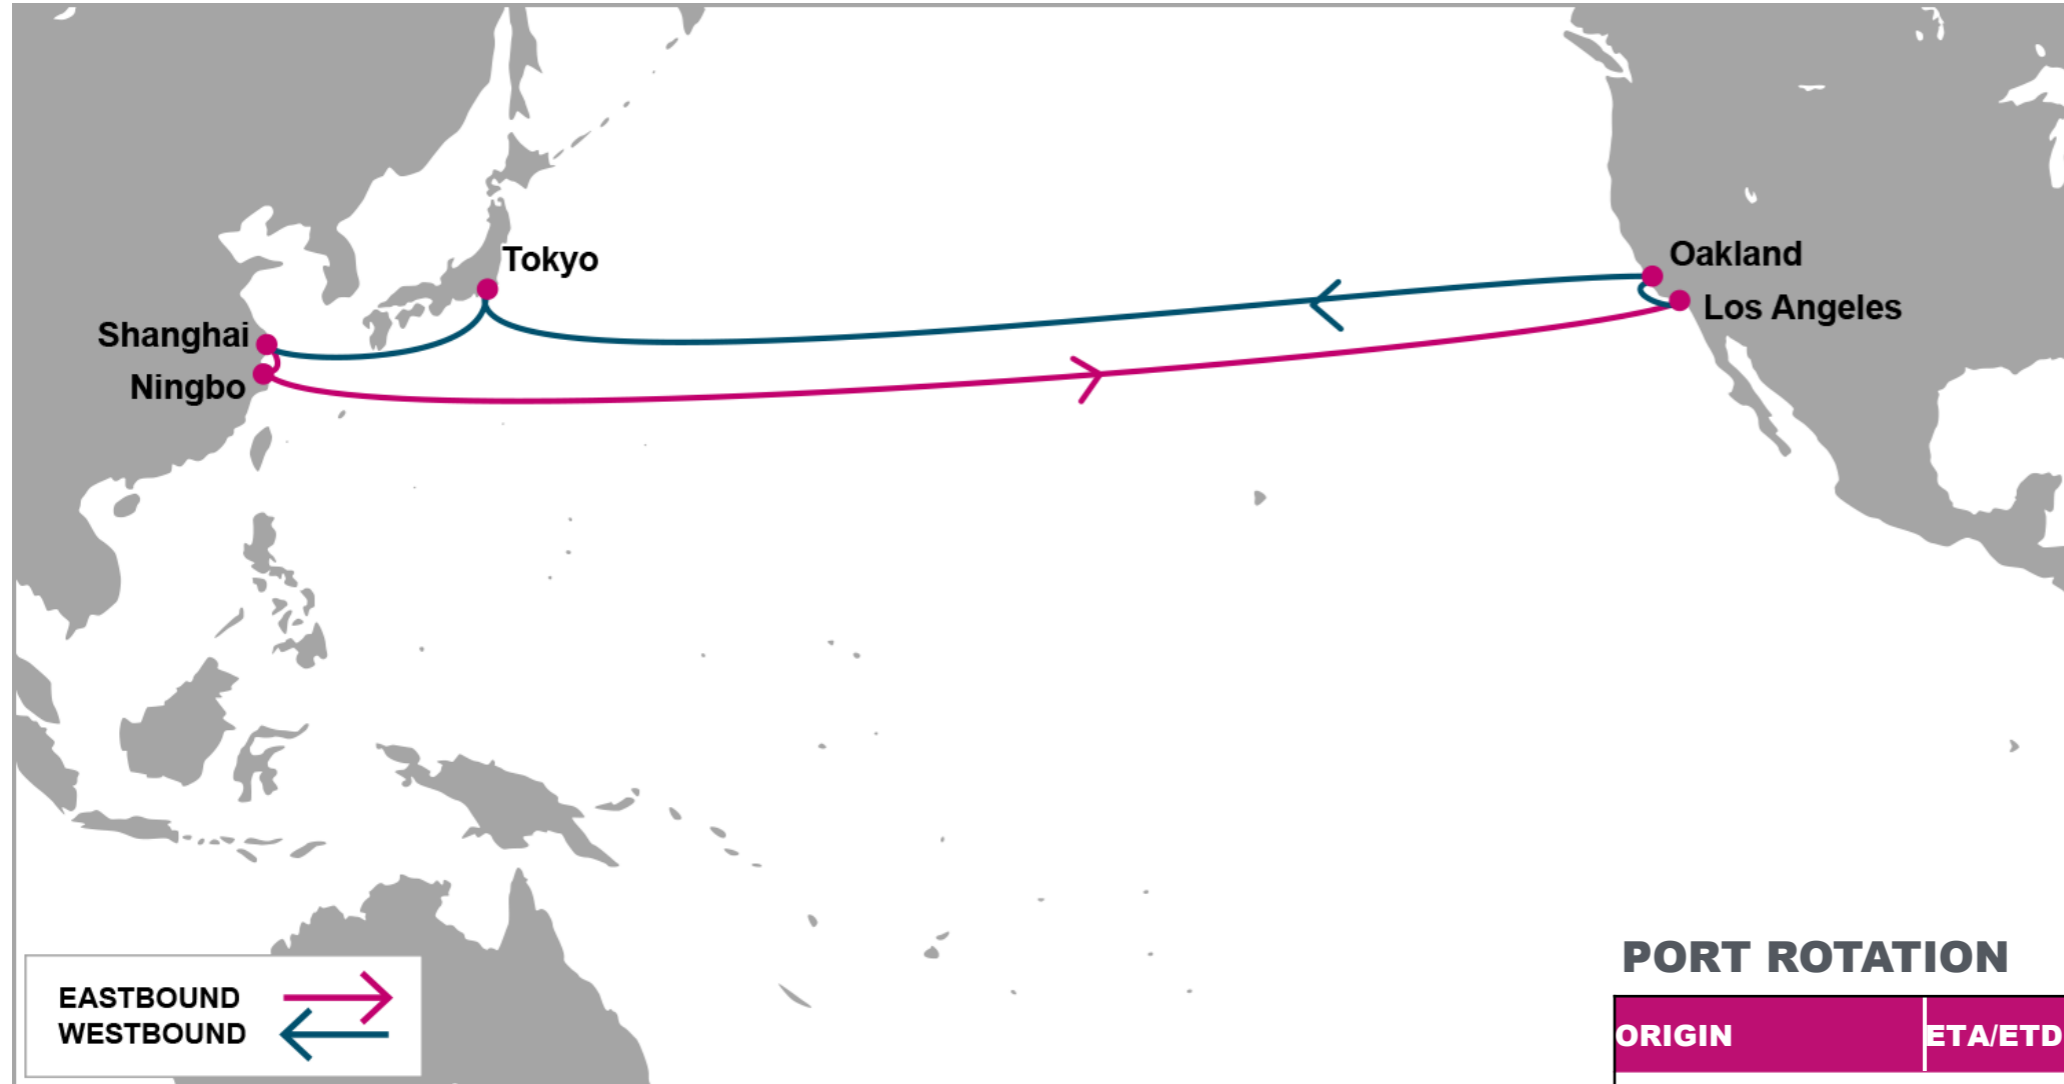 Tokyo
Oakland
Los Angeles
Shanghai
Ningbo
PORT ROTATION
EASTBOUND
WESTBOUND
ORIGIN ETA/ETD